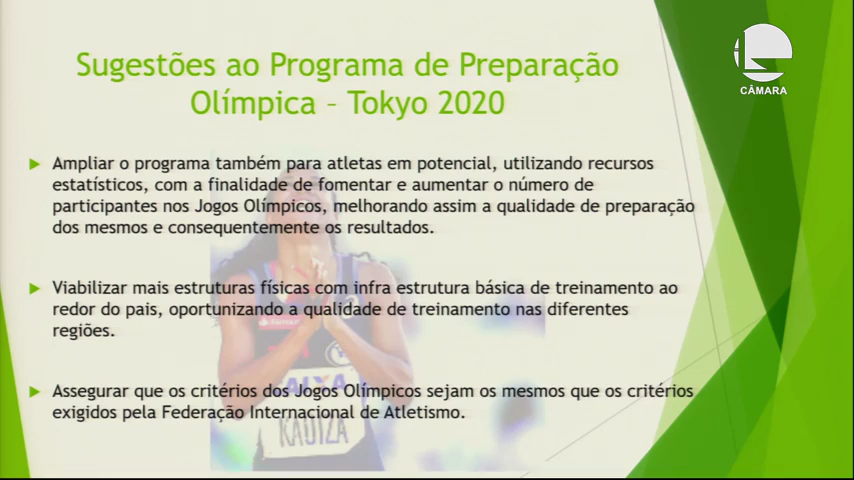 Sugestões ao Programa de Preparação
Olímpica – Tokyo 2020
CÂMARA
Ampliar o programa também para atletas em potencial, utilizando recursos
estatísticos, com a finalidade de fomentar e aumentar o número de
participantes nos Jogos Olímpicos, melhorando assim a qualidade de preparação
dos mesmos e consequentemente os resultados.
Viabilizar mais estruturas físicas com infra estrutura básica de treinamento ao
redor do pais, oportunizando a qualidade de treinamento nas diferentes
regiões.
Assegurar que os critérios dos Jogos Olímpicos sejam os mesmos que os critérios
exigidos pela Federação Internacional de Atletismo.
CAIXA
KAUIZA